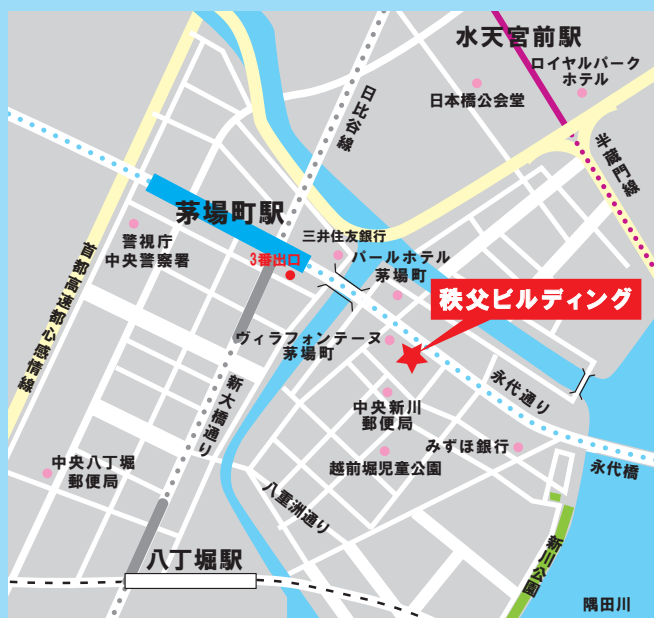 水天宮前駅
ロイヤルパーク
ホテル
日本橋公会堂
日比谷線
半蔵門線
茅場町駅
三井住友銀行
警視庁
中央警察署
3番出口
パールホテル
茅場町
秩父ビルディング
首都高速都心感情線
ヴィラフォンテーヌ
茅場町
新大橋通り
永代通り
中央新川
郵便局
みずほ銀行
越前堀児童公園
永代橋
中央八丁堀
郵便局
八重洲通り
新川公園
八丁堀駅
隅田川